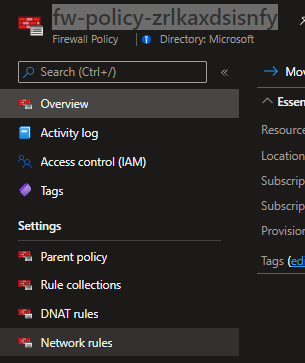 fw-policy-zrlkaxdsisnfy
Firewall Policy | Directory: Microsoft
Search (Ctrl+/) «
Overview
Activity log
Access control (IAM)
Tags
Settings
Parent policy
Rule collections
DNAT rules
Network rules
Mov
Essen
Resource
Location
Subscrip
Subscrip
Provision
Tags (edi